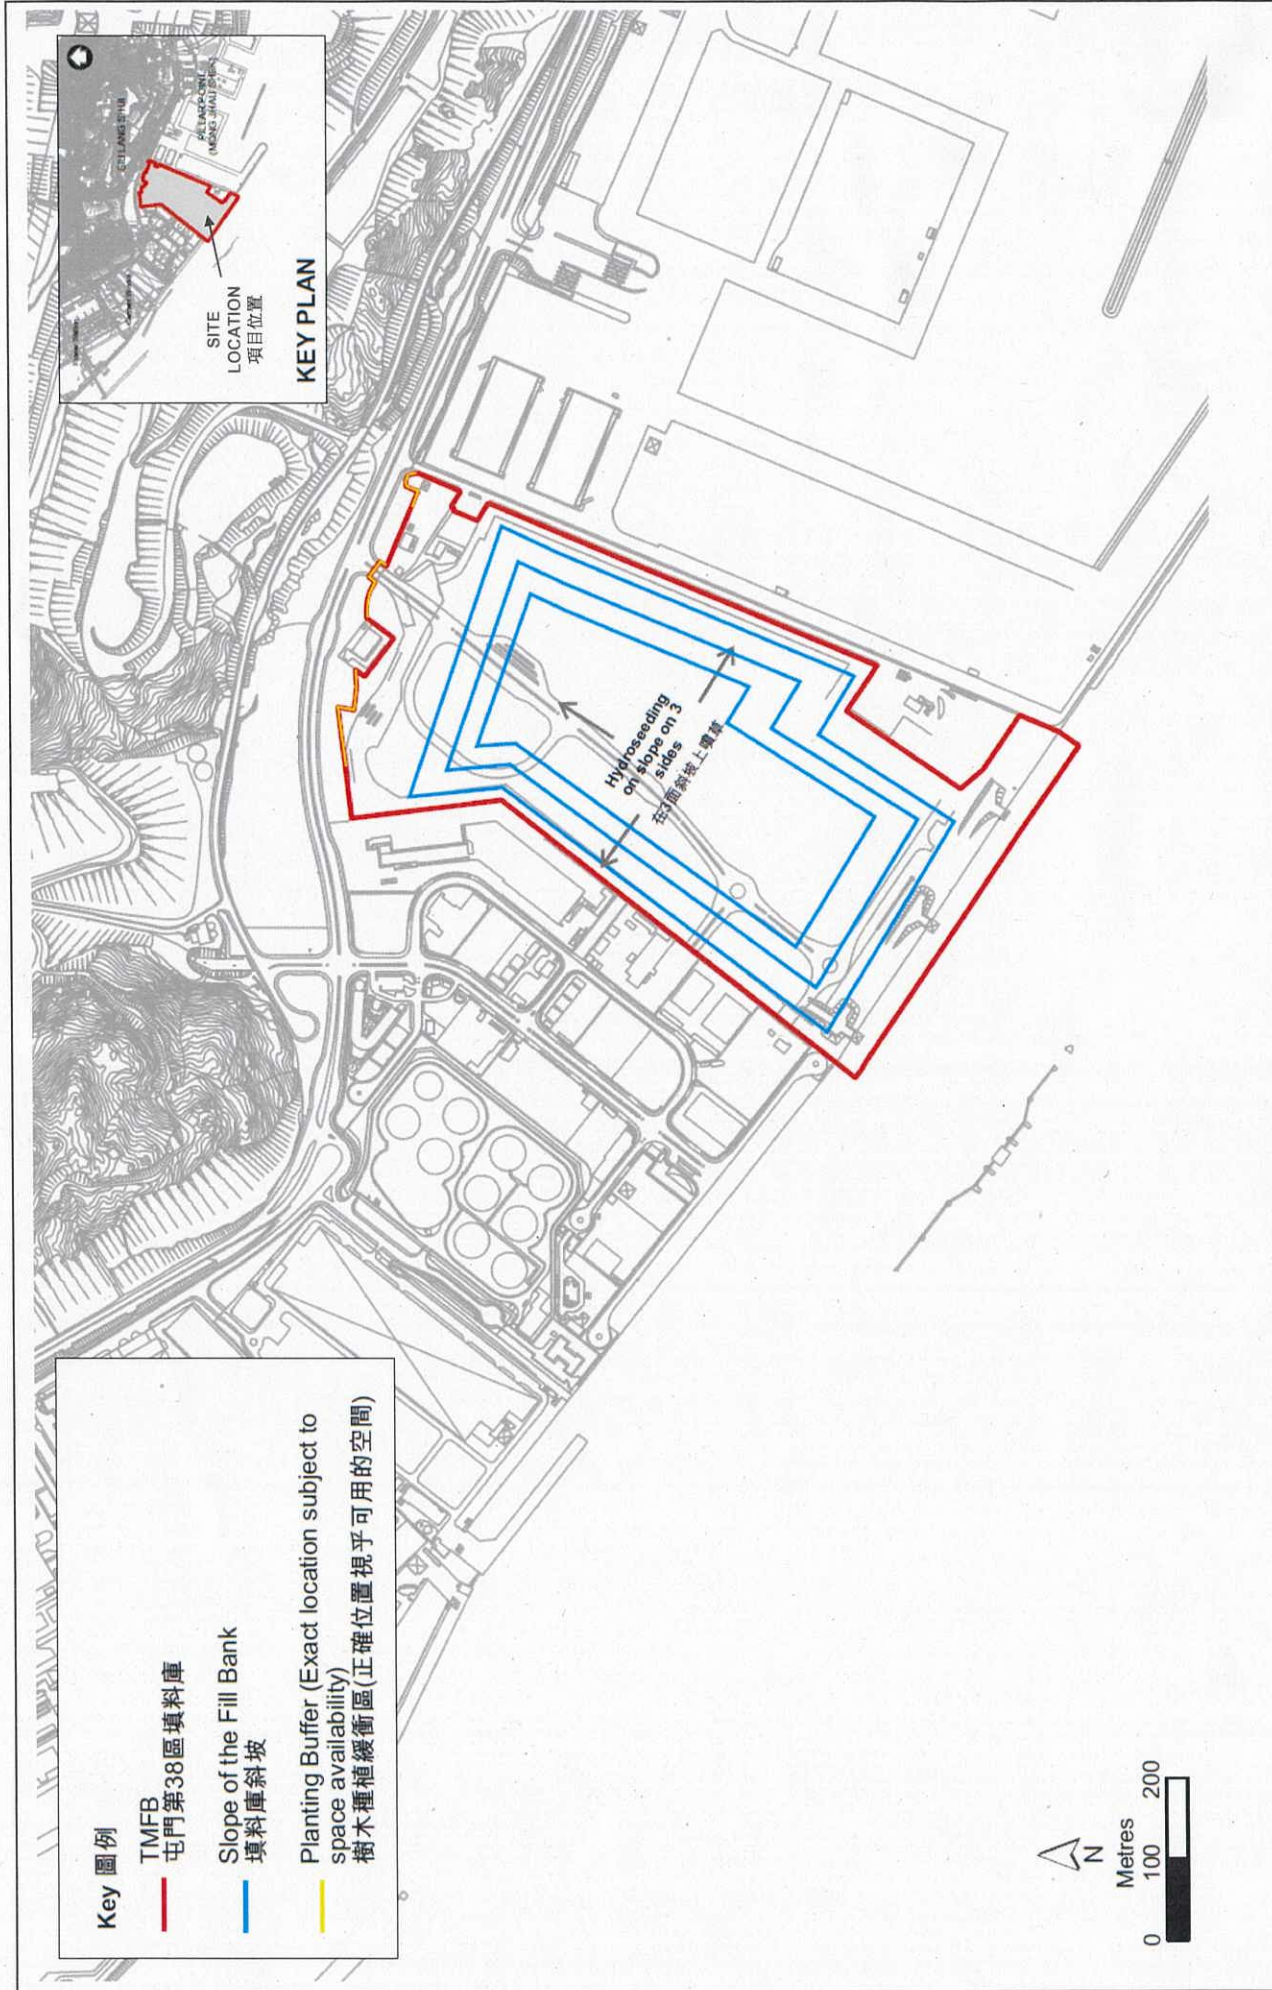 Key 圖例
TMFB
屯門第38區填料庫
Slope of the Fill Bank
填料庫斜坡
Planting Buffer (Exact location subject to
space availability)
樹木種植緩衝區(正確位置視乎可用的空間)
SITE
LOCATION
項目位置
KEY PLAN
PILLAR POINT
Hydroseeding
on slope on 3
sides
在3面斜坡上噴草
N
Metres
0 100 200